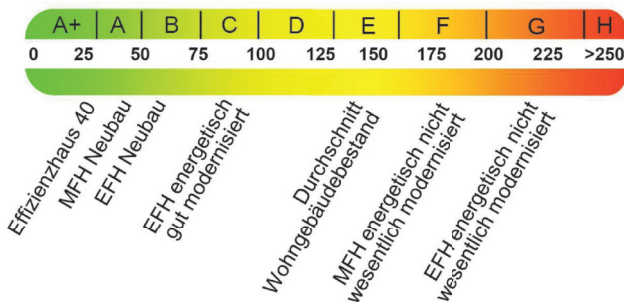 A+ A B C D E F G H
0 25 50 75 100 125 150 175 200 225 >250
Effizienzhaus 40
MFH Neubau
EFH Neubau
EFH energetisch
gut modernisiert
Durchschnitt
Wohngebäudebestand
MFH energetisch nicht
wesentlich modernisiert
EFH energetisch nicht
wesentlich modernisiert